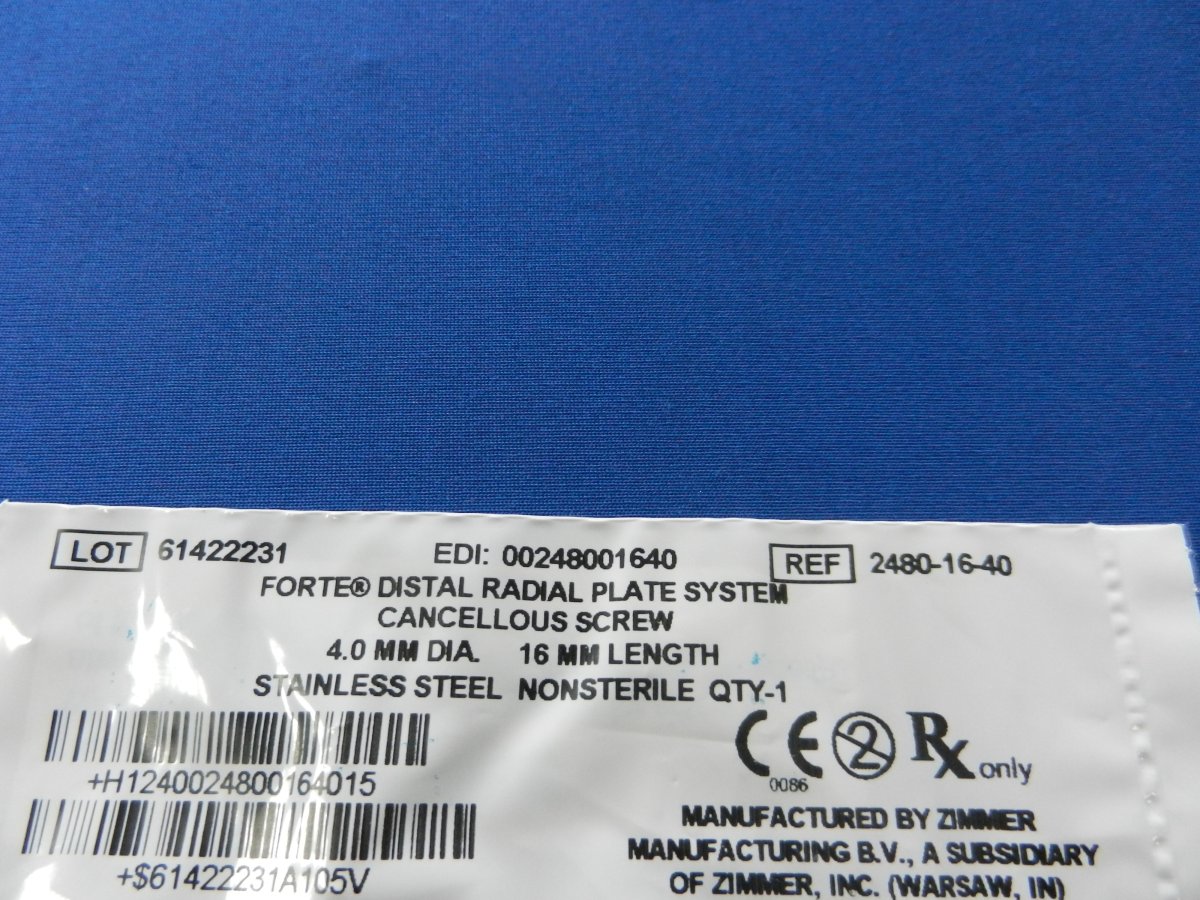 LOT 61422231 EDI: 00248001640 REF 2480-16-40
FORTE® DISTAL RADIAL PLATE SYSTEM
CANCELLOUS SCREW
4.0 MM DIA. 16 MM LENGTH
STAINLESS STEEL NONSTERILE QTY-1
CE 2 Rx only
0086
+H1240024800164015
+$61422231A105V
MANUFACTURED BY ZIMMER
MANUFACTURING B.V., A SUBSIDIARY
OF ZIMMER, INC. (WARSAW, IN)